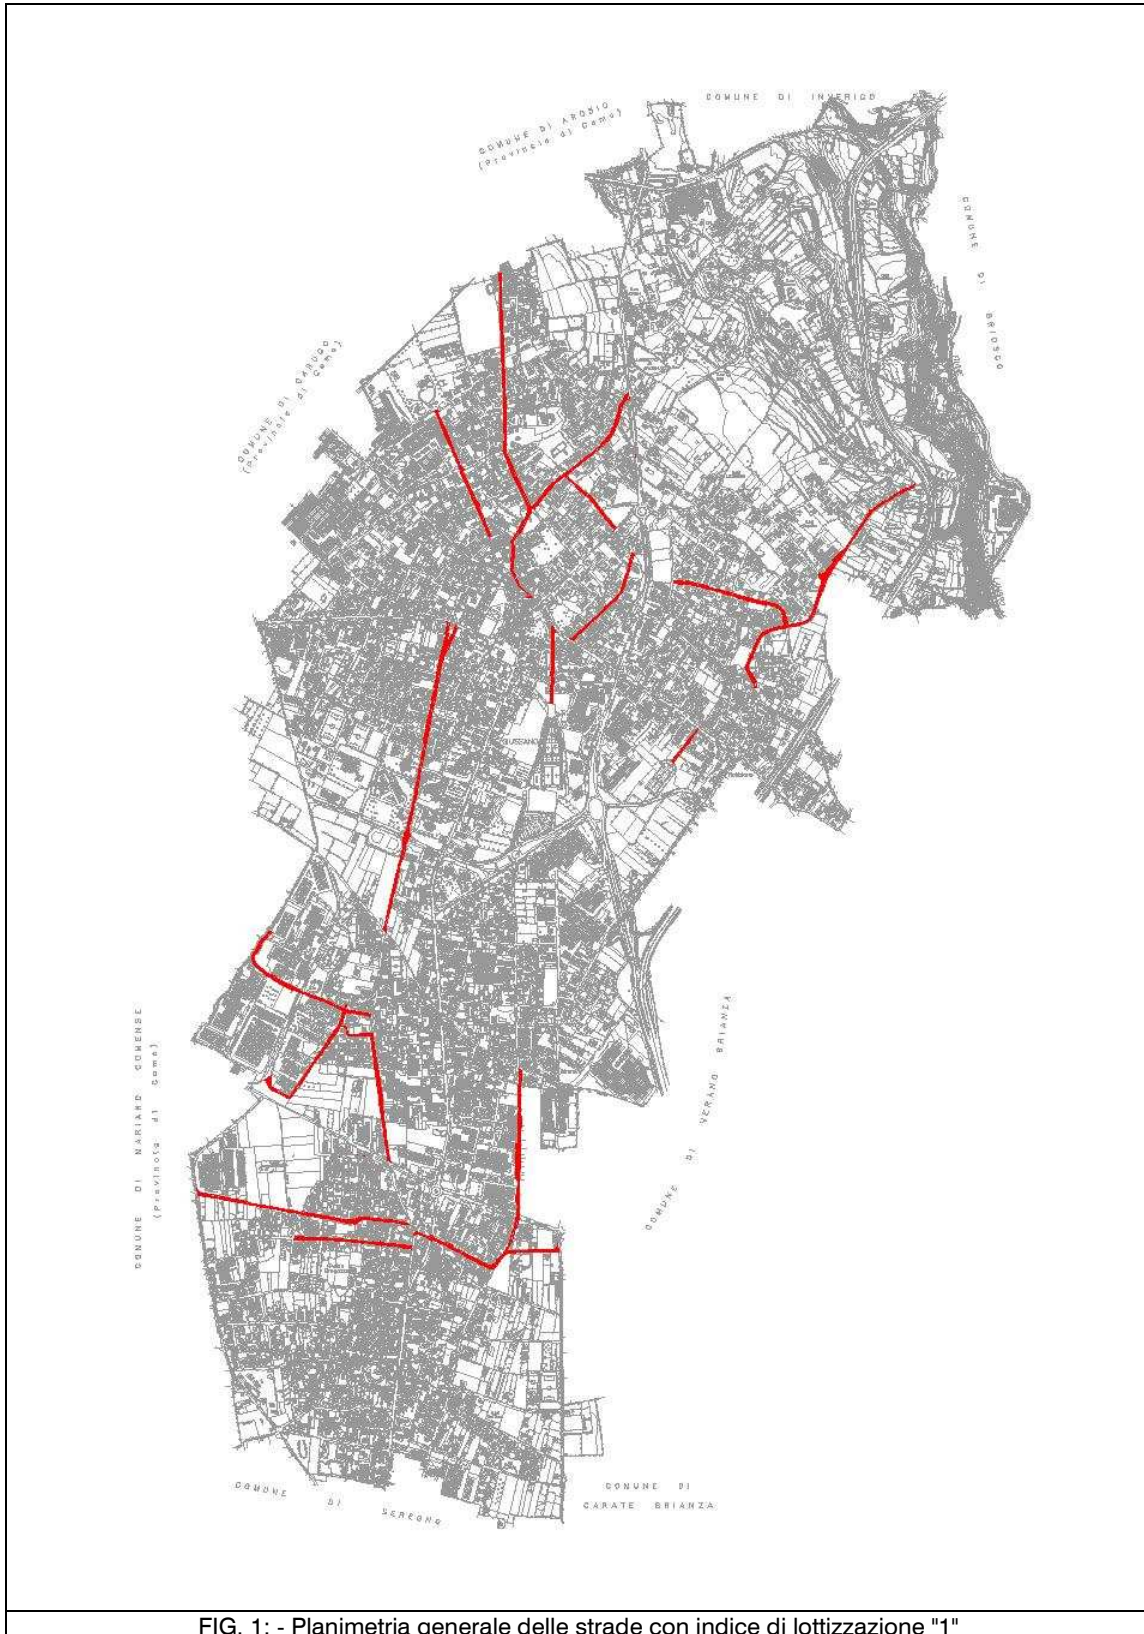 COMUNE DI INVERIGO
COMUNE DI AROSIO
(Provincia di Como)
COMUNE DI BRIOSCO
COMUNE DI CARUGO
(Provincia di Como)
GIUSSANO
COMUNE DI MARIANO COMENSE
(Provincia di Como)
COMUNE DI VERANO BRIANZA
COMUNE DI SEREGNO
COMUNE DI
CARATE BRIANZA
FIG. 1: - Planimetria generale delle strade con indice di lottizzazione "1"